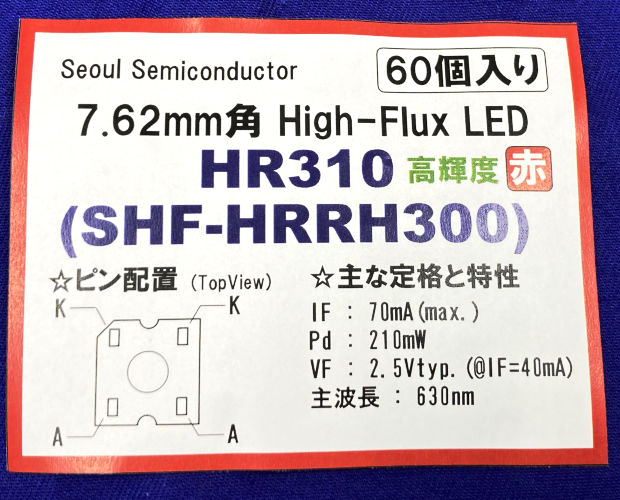 Seoul Semiconductor
60個入り
7.62mm角 High-Flux LED
HR310 高輝度 赤
(SHF-HRRH300)
☆ピン配置 (TopView)
K K
A A
☆主な定格と特性
IF : 70mA(max.)
Pd : 210mW
VF : 2.5Vtyp.(@IF=40mA)
主波長 : 630nm